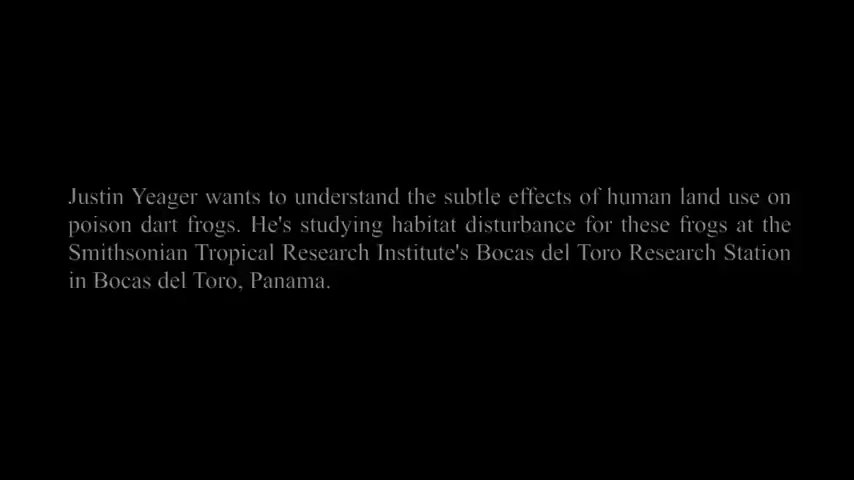 Justin Yeager wants to understand the subtle effects of human land use on
poison dart frogs. He's studying habitat disturbance for these frogs at the
Smithsonian Tropical Research Institute's Bocas del Toro Research Station
in Bocas del Toro, Panama.